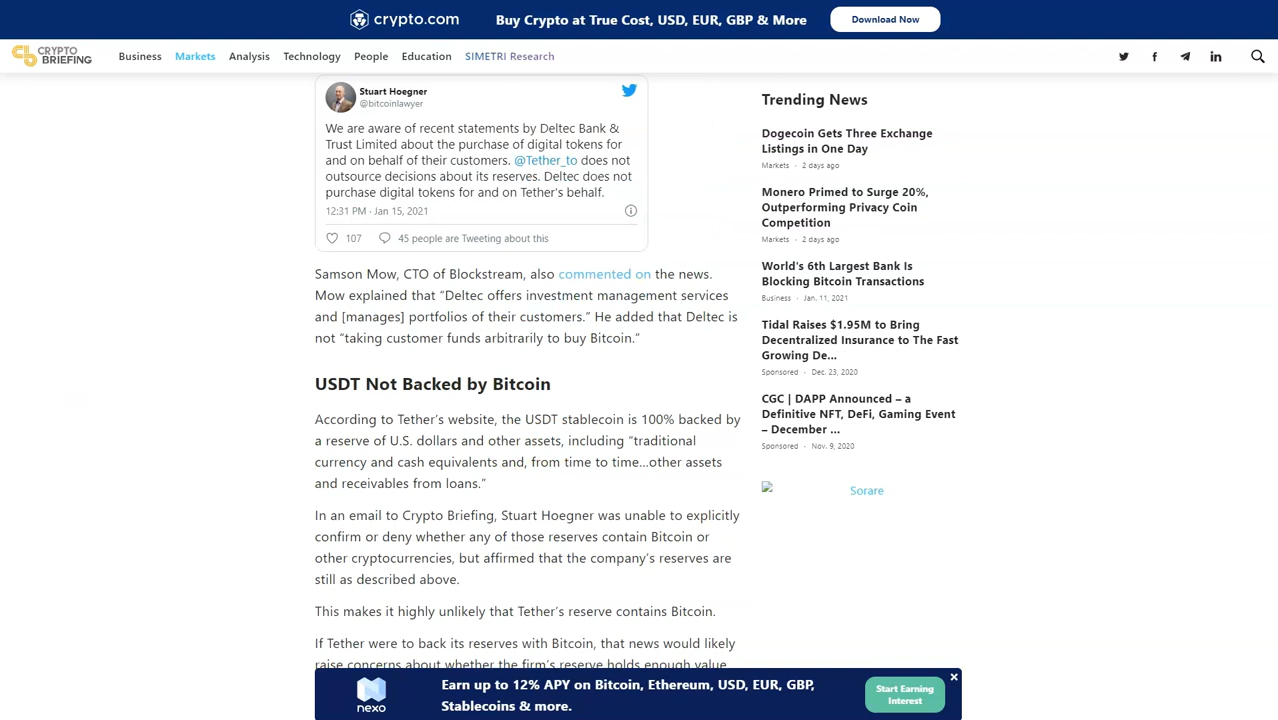 crypto.com
Buy Crypto at True Cost, USD, EUR, GBP & More
Download Now
CRYPTO
BRIEFING
Business
Markets
Analysis
Technology
People
Education
SIMETRI Research
Stuart Hoegner
@bitcoinlawyer
We are aware of recent statements by Deltec Bank &
Trust Limited about the purchase of digital tokens for
and on behalf of their customers. @Tether_to does not
outsource decisions about its reserves. Deltec does not
purchase digital tokens for and on Tether's behalf.
12:31 PM · Jan 15, 2021
107
45 people are Tweeting about this
Samson Mow, CTO of Blockstream, also commented on the news.
Mow explained that “Deltec offers investment management services
and [manages] portfolios of their customers.” He added that Deltec is
not “taking customer funds arbitrarily to buy Bitcoin.”
USDT Not Backed by Bitcoin
According to Tether’s website, the USDT stablecoin is 100% backed by
a reserve of U.S. dollars and other assets, including “traditional
currency and cash equivalents and, from time to time…other assets
and receivables from loans.”
In an email to Crypto Briefing, Stuart Hoegner was unable to explicitly
confirm or deny whether any of those reserves contain Bitcoin or
other cryptocurrencies, but affirmed that the company’s reserves are
still as described above.
This makes it highly unlikely that Tether’s reserve contains Bitcoin.
If Tether were to back its reserves with Bitcoin, that news would likely
raise concerns about whether the firm’s reserve holds enough value
Trending News
Dogecoin Gets Three Exchange
Listings in One Day
Markets · 2 days ago
Monero Primed to Surge 20%,
Outperforming Privacy Coin
Competition
Markets · 2 days ago
World's 6th Largest Bank Is
Blocking Bitcoin Transactions
Business · Jan. 11, 2021
Tidal Raises $1.95M to Bring
Decentralized Insurance to The Fast
Growing De...
Sponsored · Dec. 23, 2020
CGC | DAPP Announced – a
Definitive NFT, DeFi, Gaming Event
– December ...
Sponsored · Nov. 9, 2020
Sorare
nexo
Earn up to 12% APY on Bitcoin, Ethereum, USD, EUR, GBP,
Stablecoins & more.
Start Earning
Interest